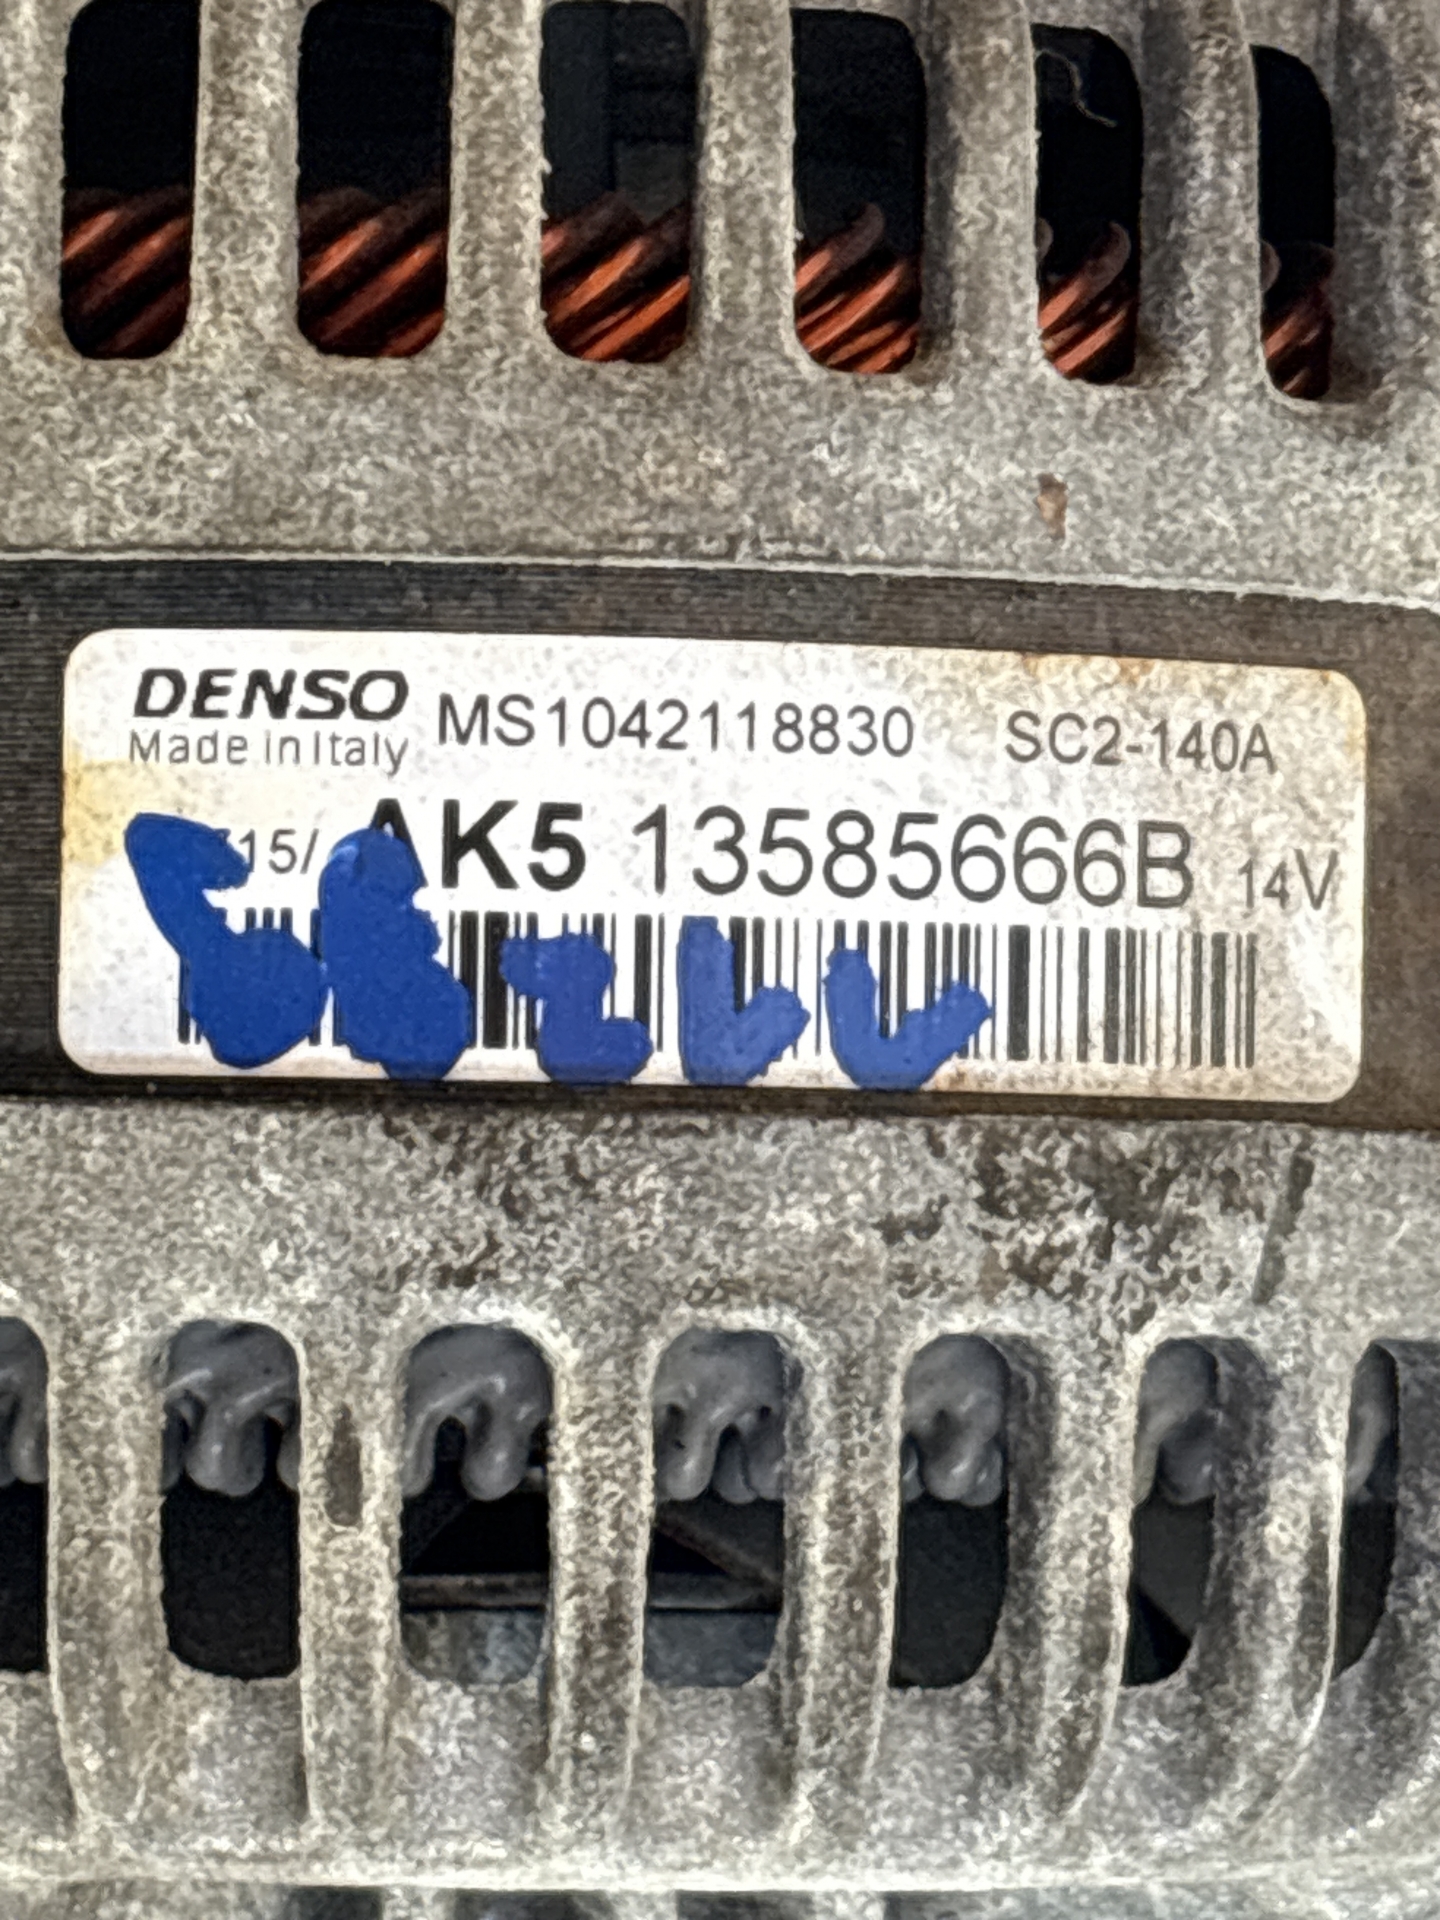 DENSO MS1042118830 SC2-140A
Made in Italy
15/ AK5 13585666B 14V